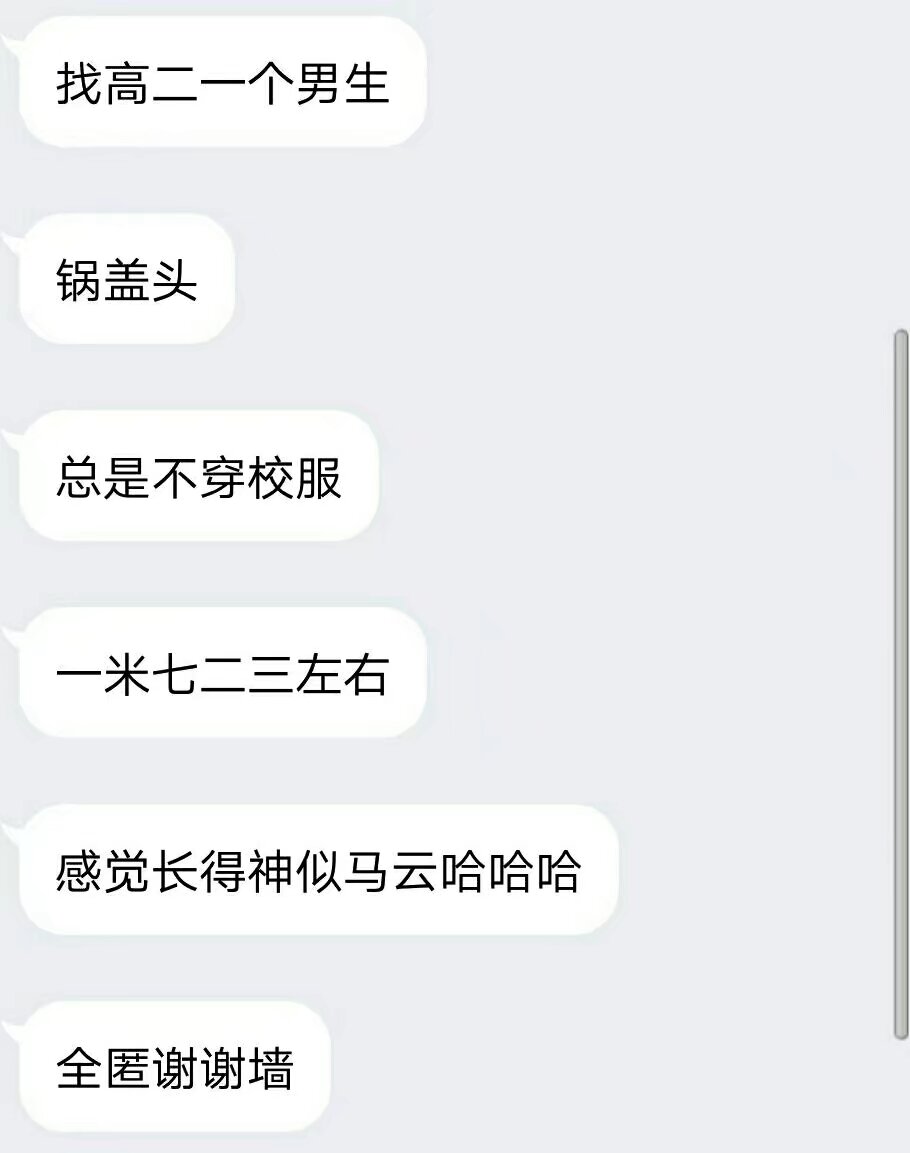 找高二一个男生
锅盖头
总是不穿校服
一米七二三左右
感觉长得神似马云哈哈哈
全匿谢谢墙